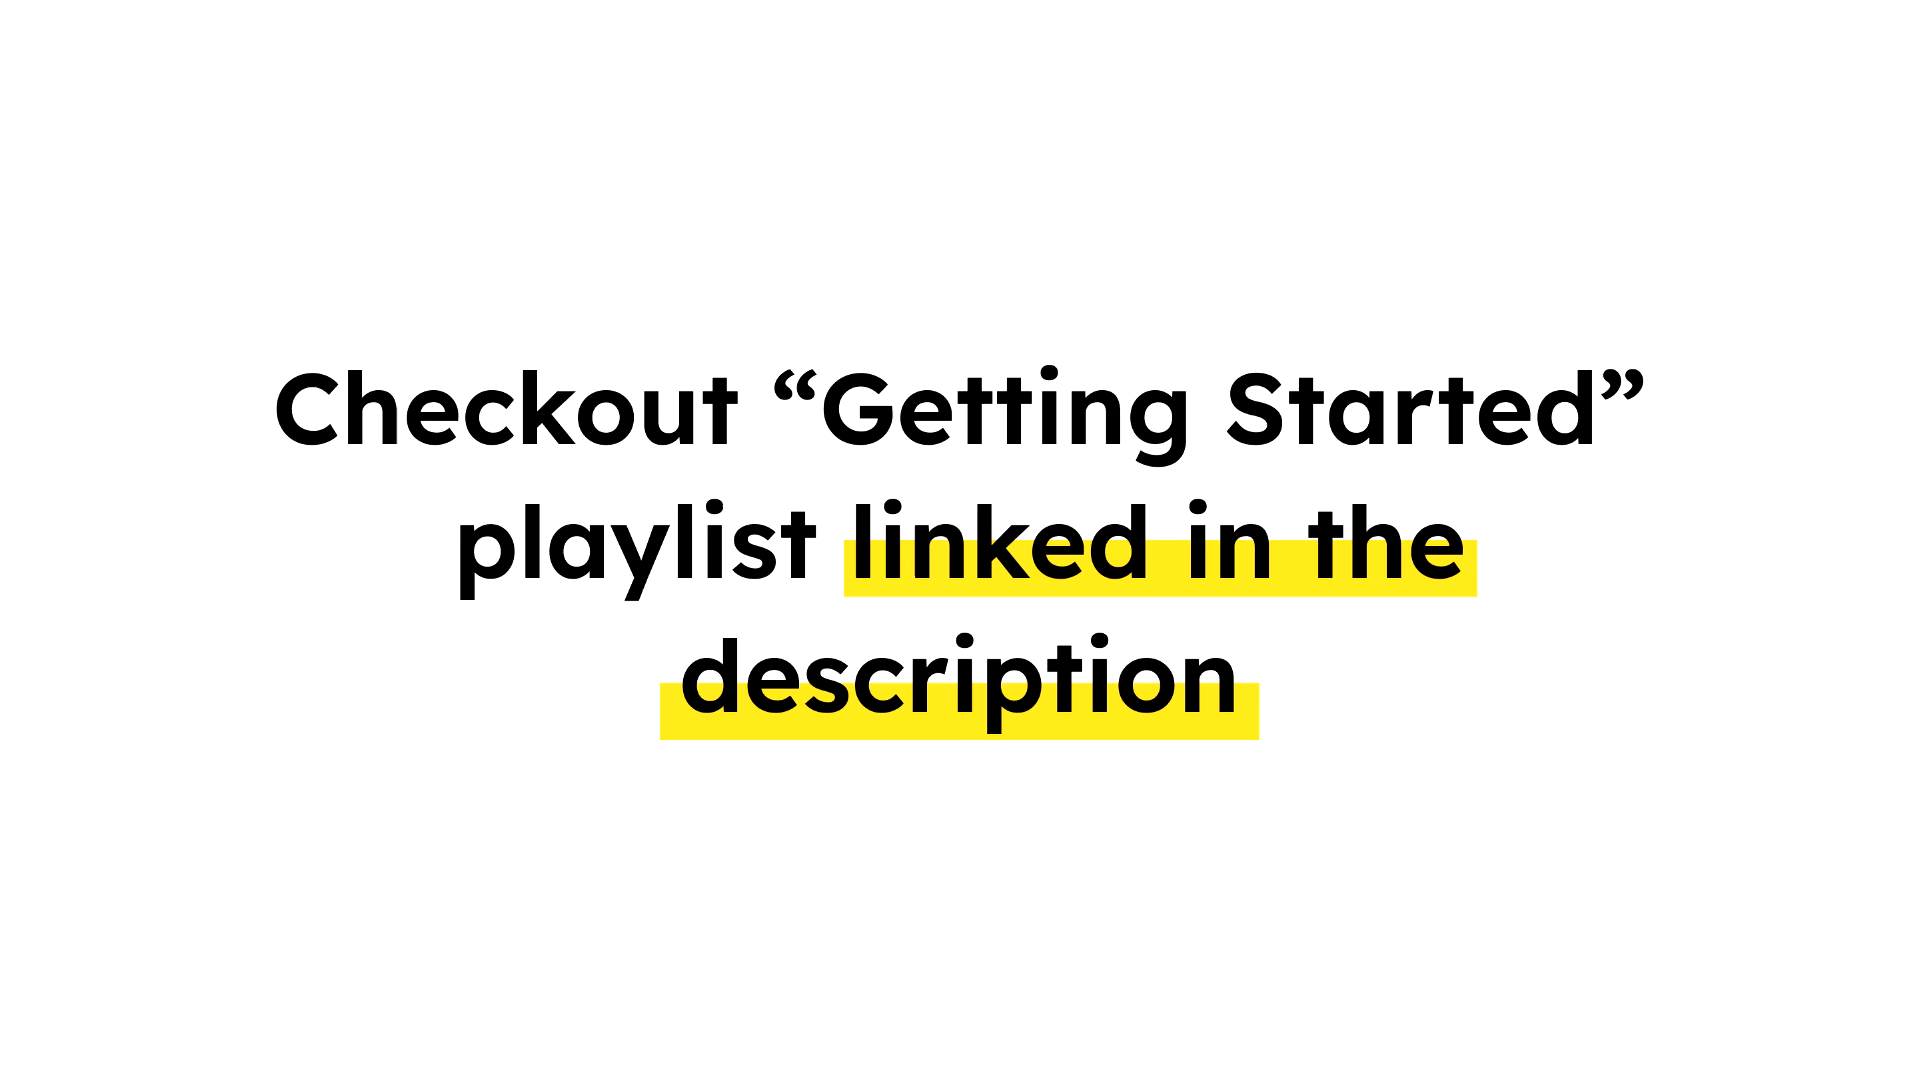 Checkout “Getting Started”
playlist linked in the
description